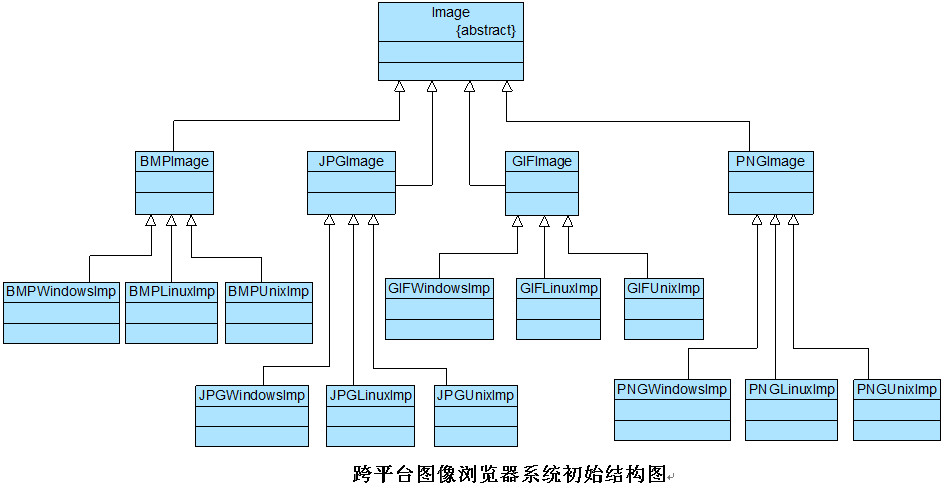 Image
{abstract}
BMPImage
JPGImage
GIFImage
PNGImage
BMPWindowsImp
BMPLinuxImp
BMPUnixImp
GIFWindowsImp
GIFLinuxImp
GIFUnixImp
JPGWindowsImp
JPGLinuxImp
JPGUnixImp
PNGWindowsImp
PNGLinuxImp
PNGUnixImp
跨平台图像浏览器系统初始结构图